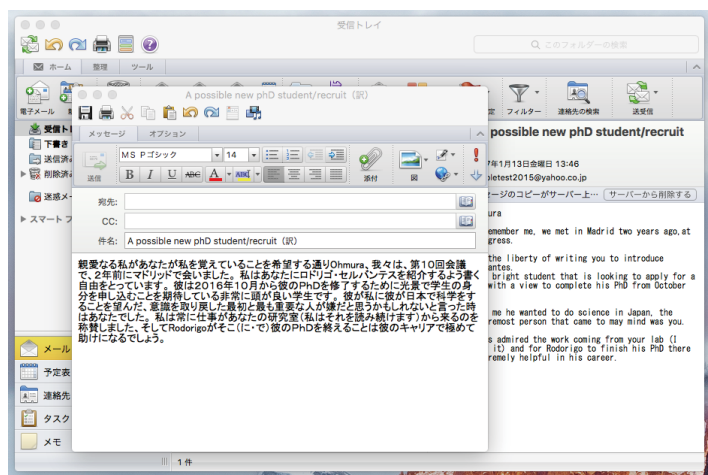 受信トレイ
このフォルダーの検索
ホーム 整理 ツール
電子メール
フィルター 連絡先の検索 送受信
A possible new phD student/recruit（訳）
メッセージ オプション
送信
MS Pゴシック 14
B I U ABC A ABC
添付 図
宛先:
CC:
件名: A possible new phD student/recruit（訳）
親愛なる私があなたが私を覚えていることを希望する通りOhmura、我々は、第10回会議
で、2年前にマドリッドで会いました。私はあなたにロドリゴ・セルバンテスを紹介するよう書く
自由をとっています。彼は2016年10月から彼のPhDを修了するために光景で学生の身
分を申し込むことを期待している非常に頭が良い学生です。彼が私に彼が日本で科学をす
ることを望んだ、意識を取り戻した最初と最も重要な人が嫌だと思うかもしれないと言った時
はあなたでした。私は常に仕事があなたの研究室（私はそれを読み続けます）から来るのを
称賛しました、そしてRodorigoがそこ（に・で）彼のPhDを終えることは彼のキャリアで極めて
助けになるでしょう。
受信ト
下書き
送信済み
削除済み
迷惑メー
スマート フ
メール
予定表
連絡先
タスク
メモ
1 件
possible new phD student/recruit
年1月13日金曜日 13:46
letest2015@yahoo.co.jp
ージのコピーがサーバー上… サーバーから削除する
ura
emember me, we met in Madrid two years ago,at
gress.
the liberty of writing you to introduce
antes.
bright student that is looking to apply for a
with a view to complete his PhD from October
me he wanted to do science in Japan, the
remost person that came to may mind was you.
s admired the work coming from your lab (I
it) and for Rodorigo to finish his PhD there
remely helpful in his career.